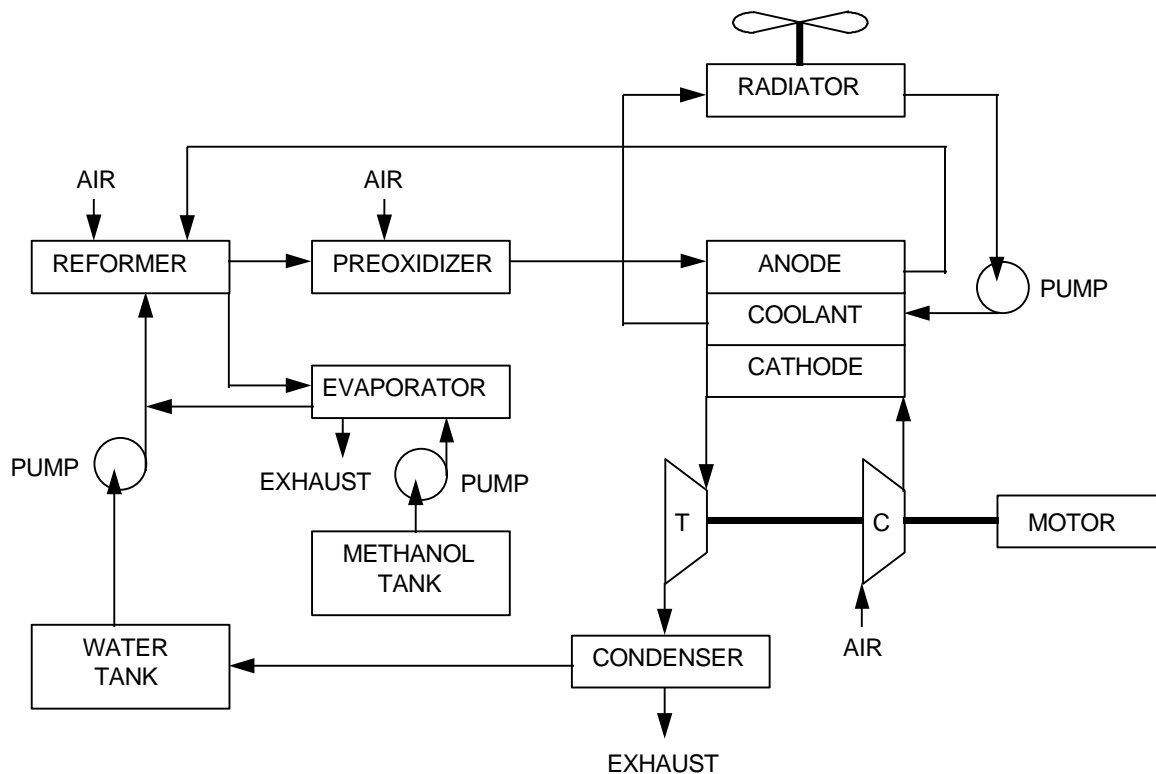 RADIATOR
AIR
AIR
REFORMER
PREOXIDIZER
ANODE
PUMP
COOLANT
CATHODE
EVAPORATOR
PUMP
EXHAUST
PUMP
T
C
MOTOR
METHANOL
TANK
WATER
TANK
CONDENSER
AIR
EXHAUST